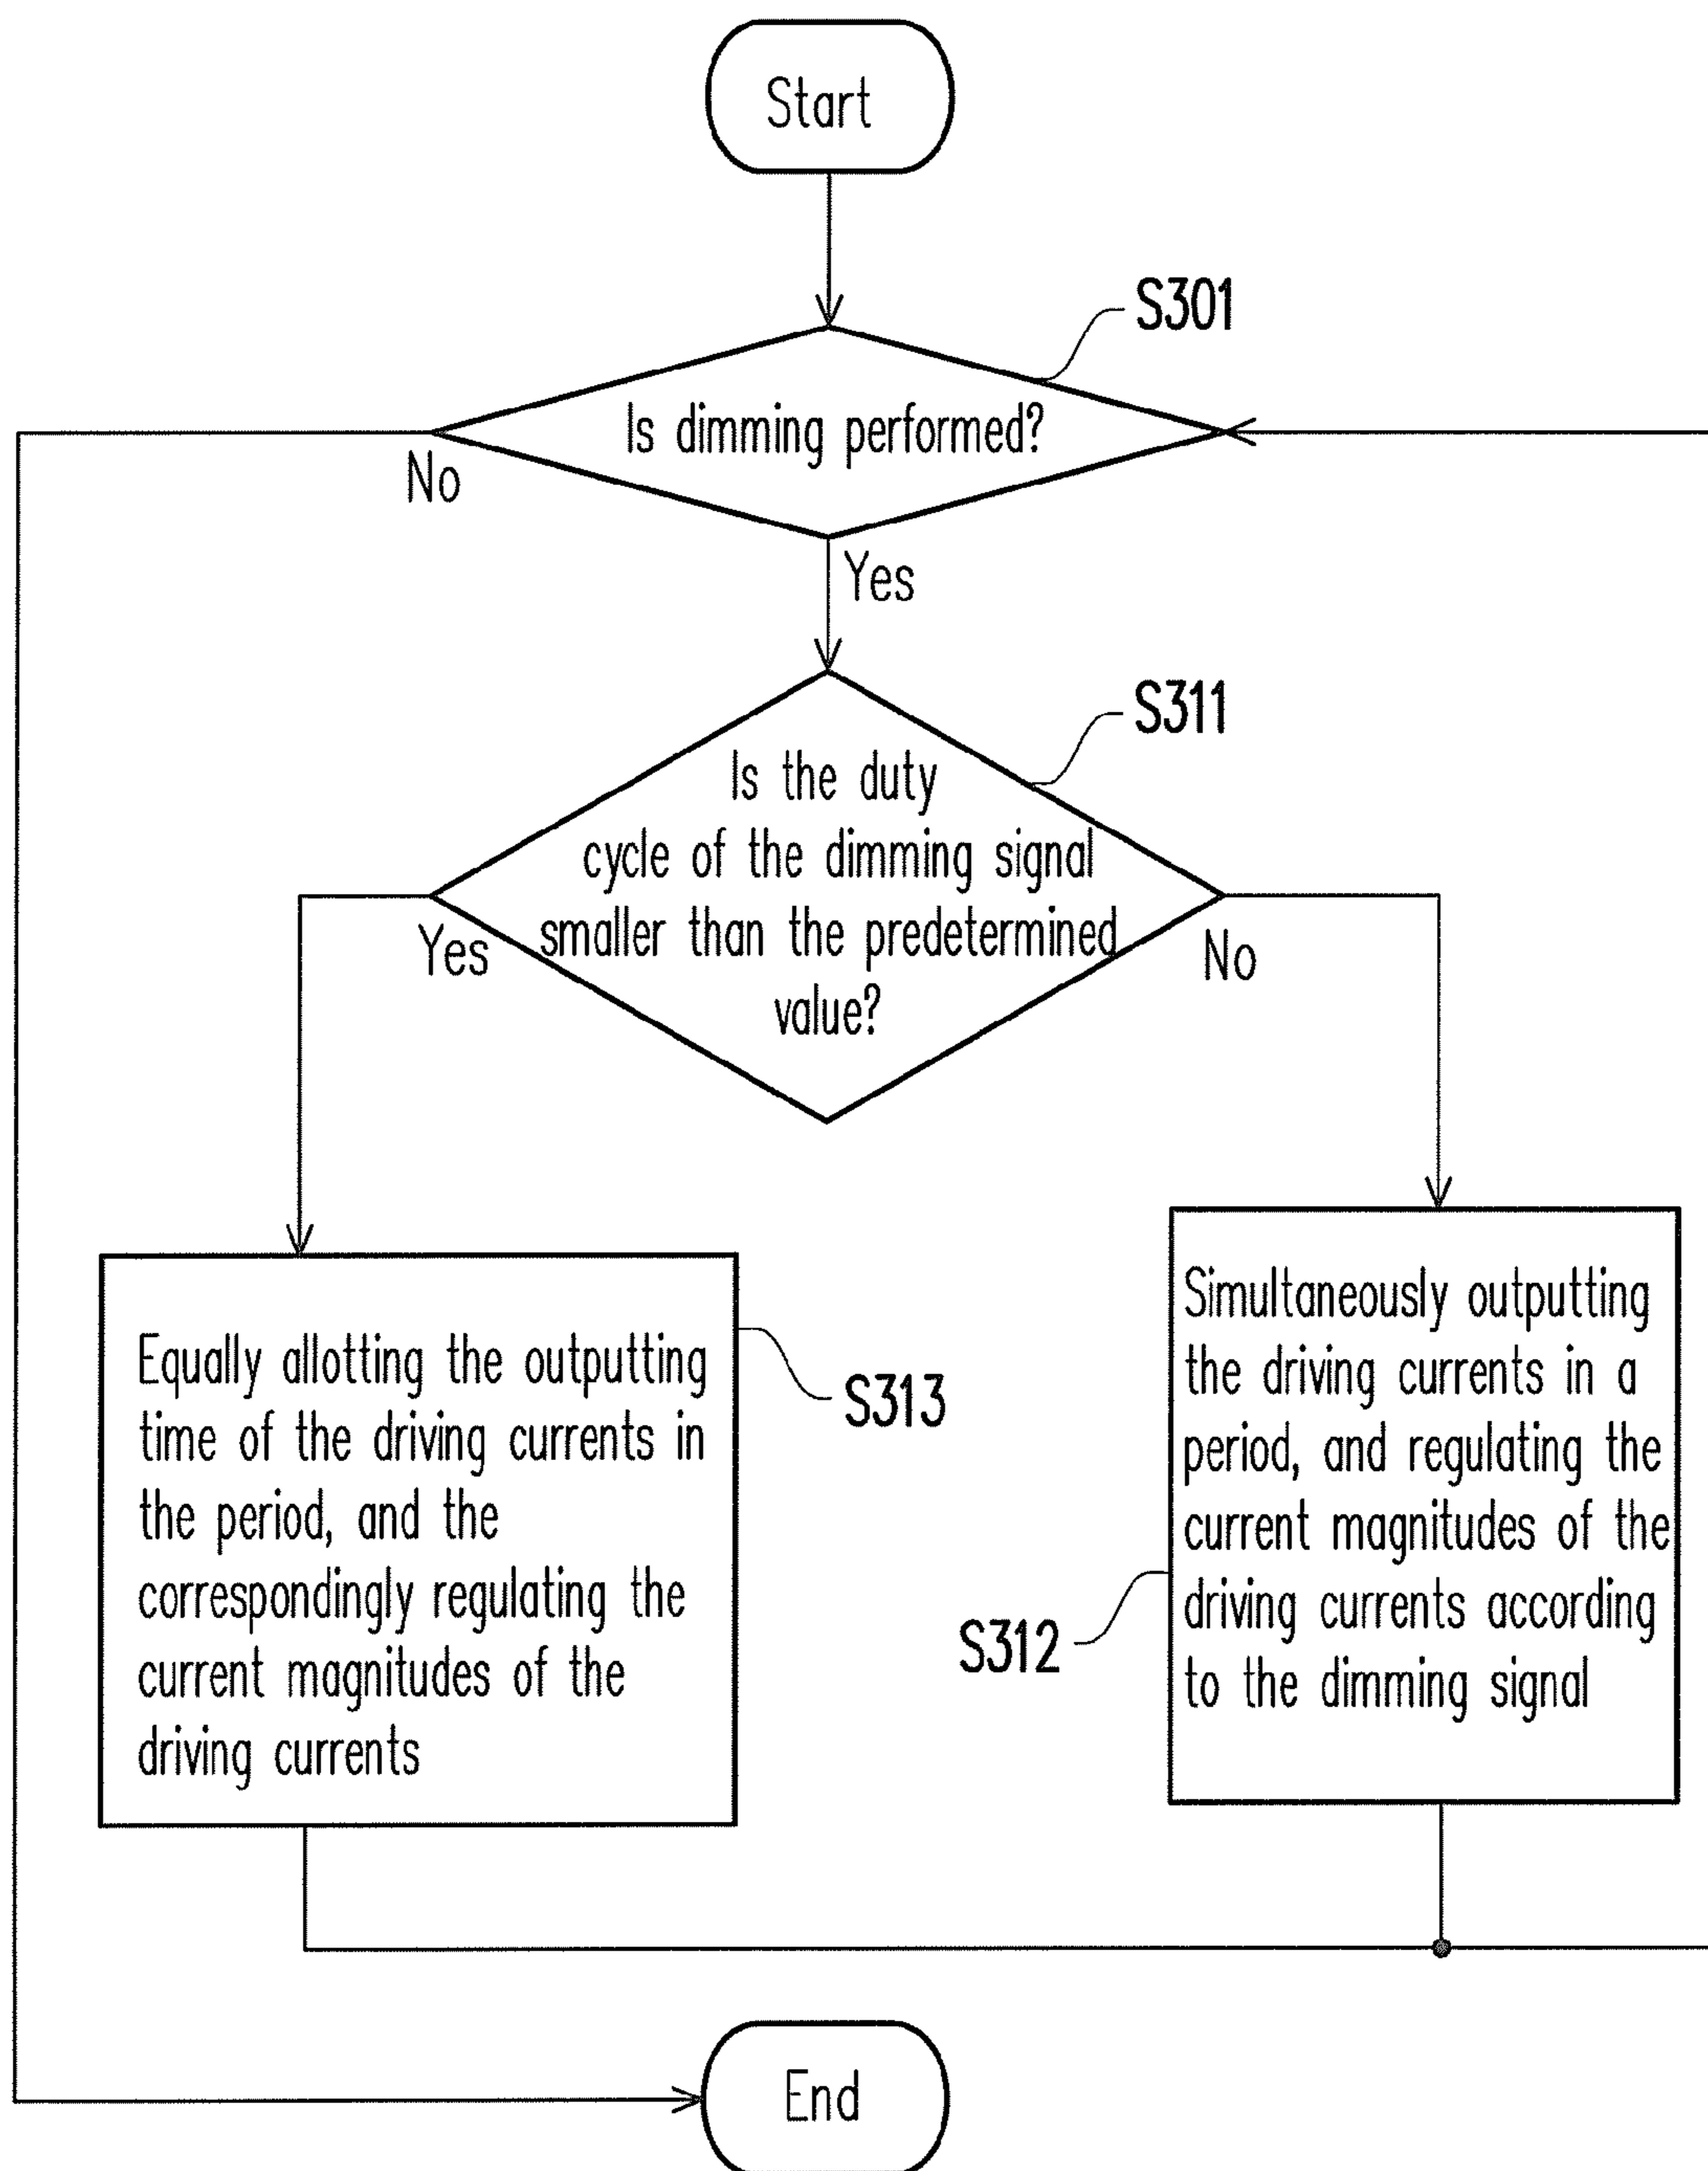 Start
S301
Is dimming performed?
No
Yes
S311
Is the duty
cycle of the dimming signal
smaller than the predetermined
value?
Yes
No
Equally allotting the outputting
time of the driving currents in
the period, and the
correspondingly regulating the
current magnitudes of the
driving currents
S313
Simultaneously outputting
the driving currents in a
period, and regulating the
current magnitudes of the
driving currents according
to the dimming signal
S312
End